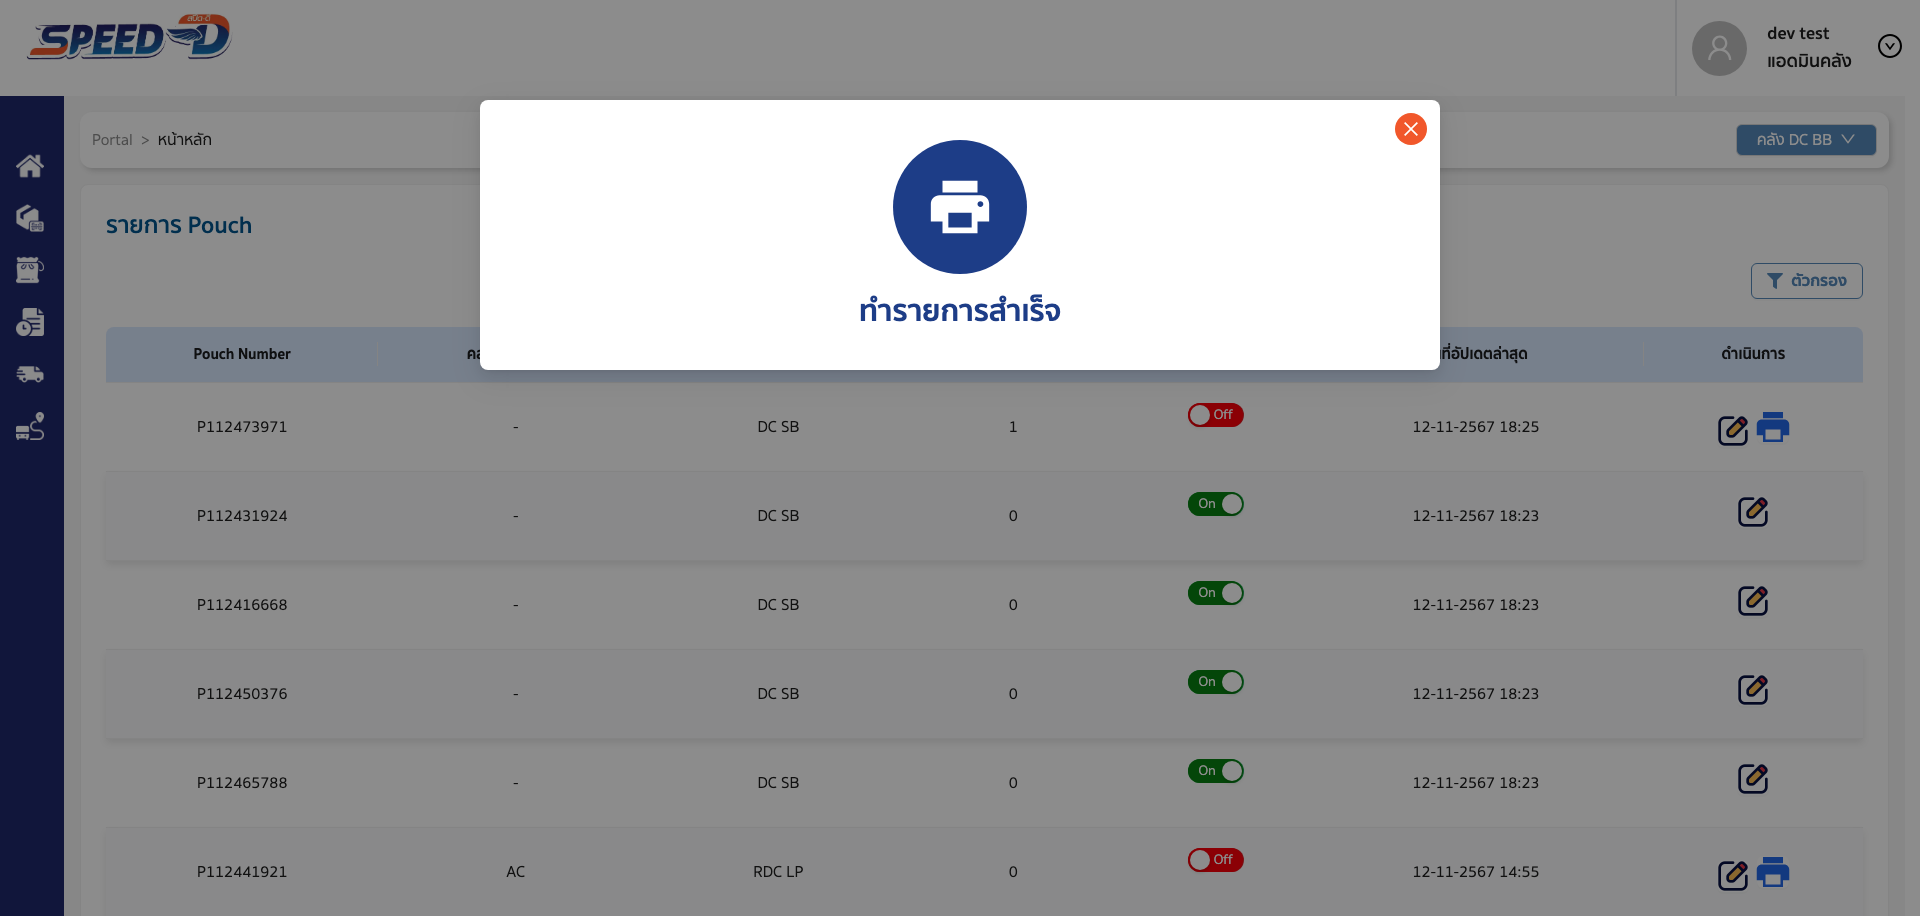 สปีด-ดี
SPEED-D
dev test
แอดมินคลัง
Portal > หน้าหลัก
คลัง DC BB
รายการ Pouch
ทำรายการสำเร็จ
ตัวกรอง
Pouch Number ที่อัปเดตล่าสุด ดำเนินการ
P112473971 - DC SB 1 Off 12-11-2567 18:25
P112431924 - DC SB 0 On 12-11-2567 18:23
P112416668 - DC SB 0 On 12-11-2567 18:23
P112450376 - DC SB 0 On 12-11-2567 18:23
P112465788 - DC SB 0 On 12-11-2567 18:23
P112441921 AC RDC LP 0 Off 12-11-2567 14:55